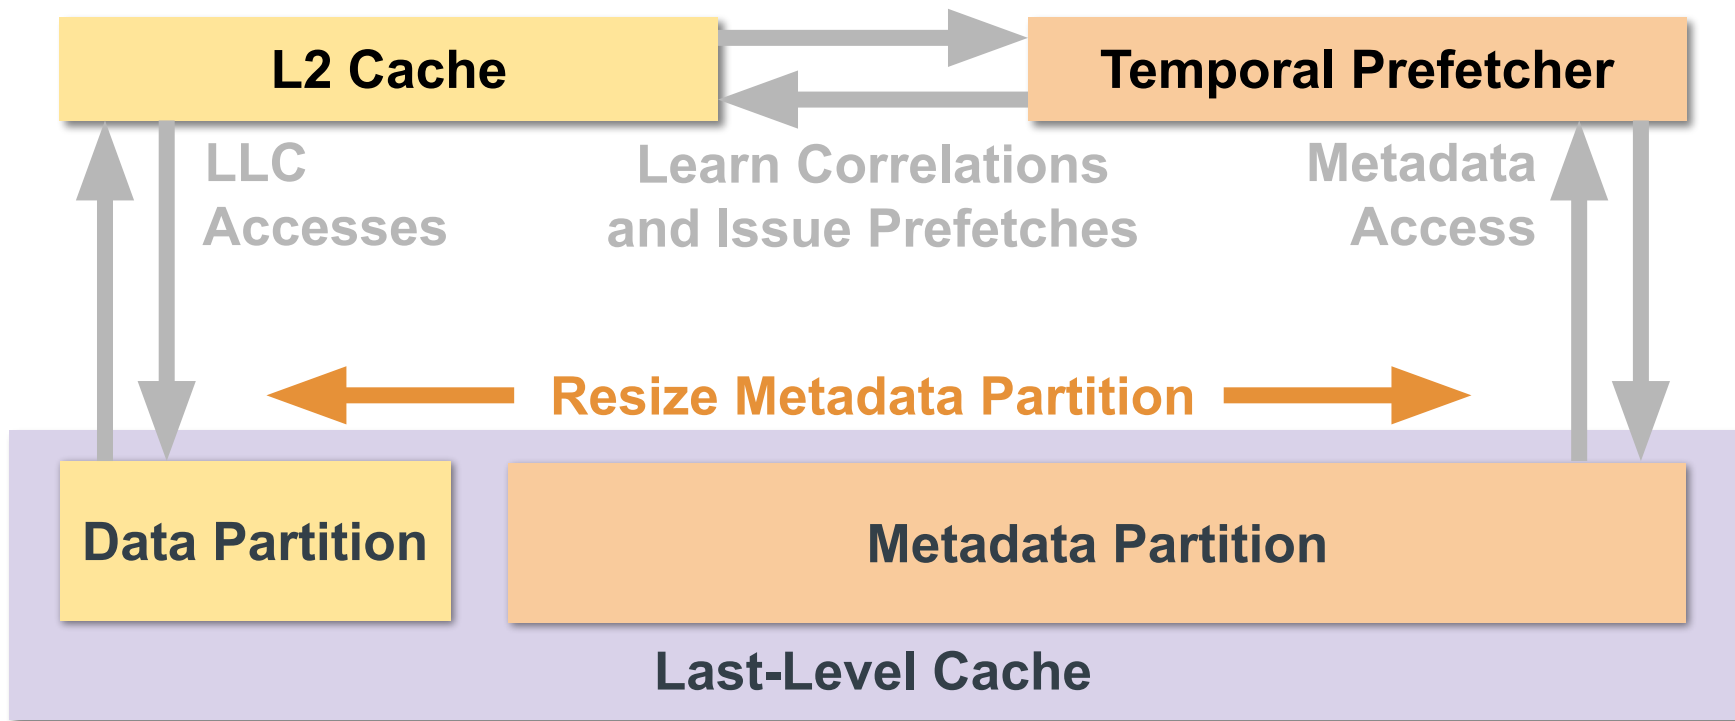 L2 Cache
Temporal Prefetcher
LLC
Accesses
Learn Correlations
and Issue Prefetches
Metadata
Access
Resize Metadata Partition
Data Partition
Metadata Partition
Last-Level Cache